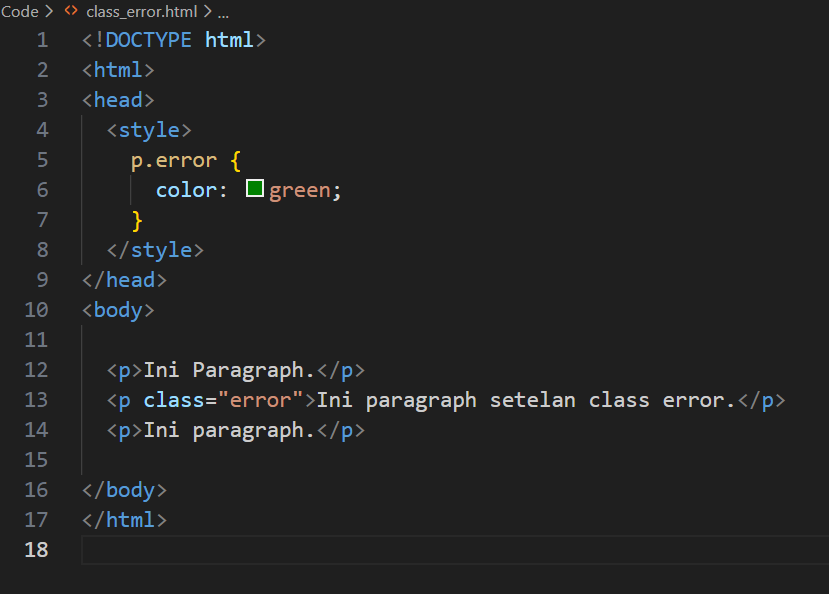 Code > <> class_error.html > ...
1 <!DOCTYPE html>
2 <html>
3 <head>
4 <style>
5 p.error {
6 color: green;
7 }
8 </style>
9 </head>
10 <body>
11
12 <p>Ini Paragraph.</p>
13 <p class="error">Ini paragraph setelan class error.</p>
14 <p>Ini paragraph.</p>
15
16 </body>
17 </html>
18